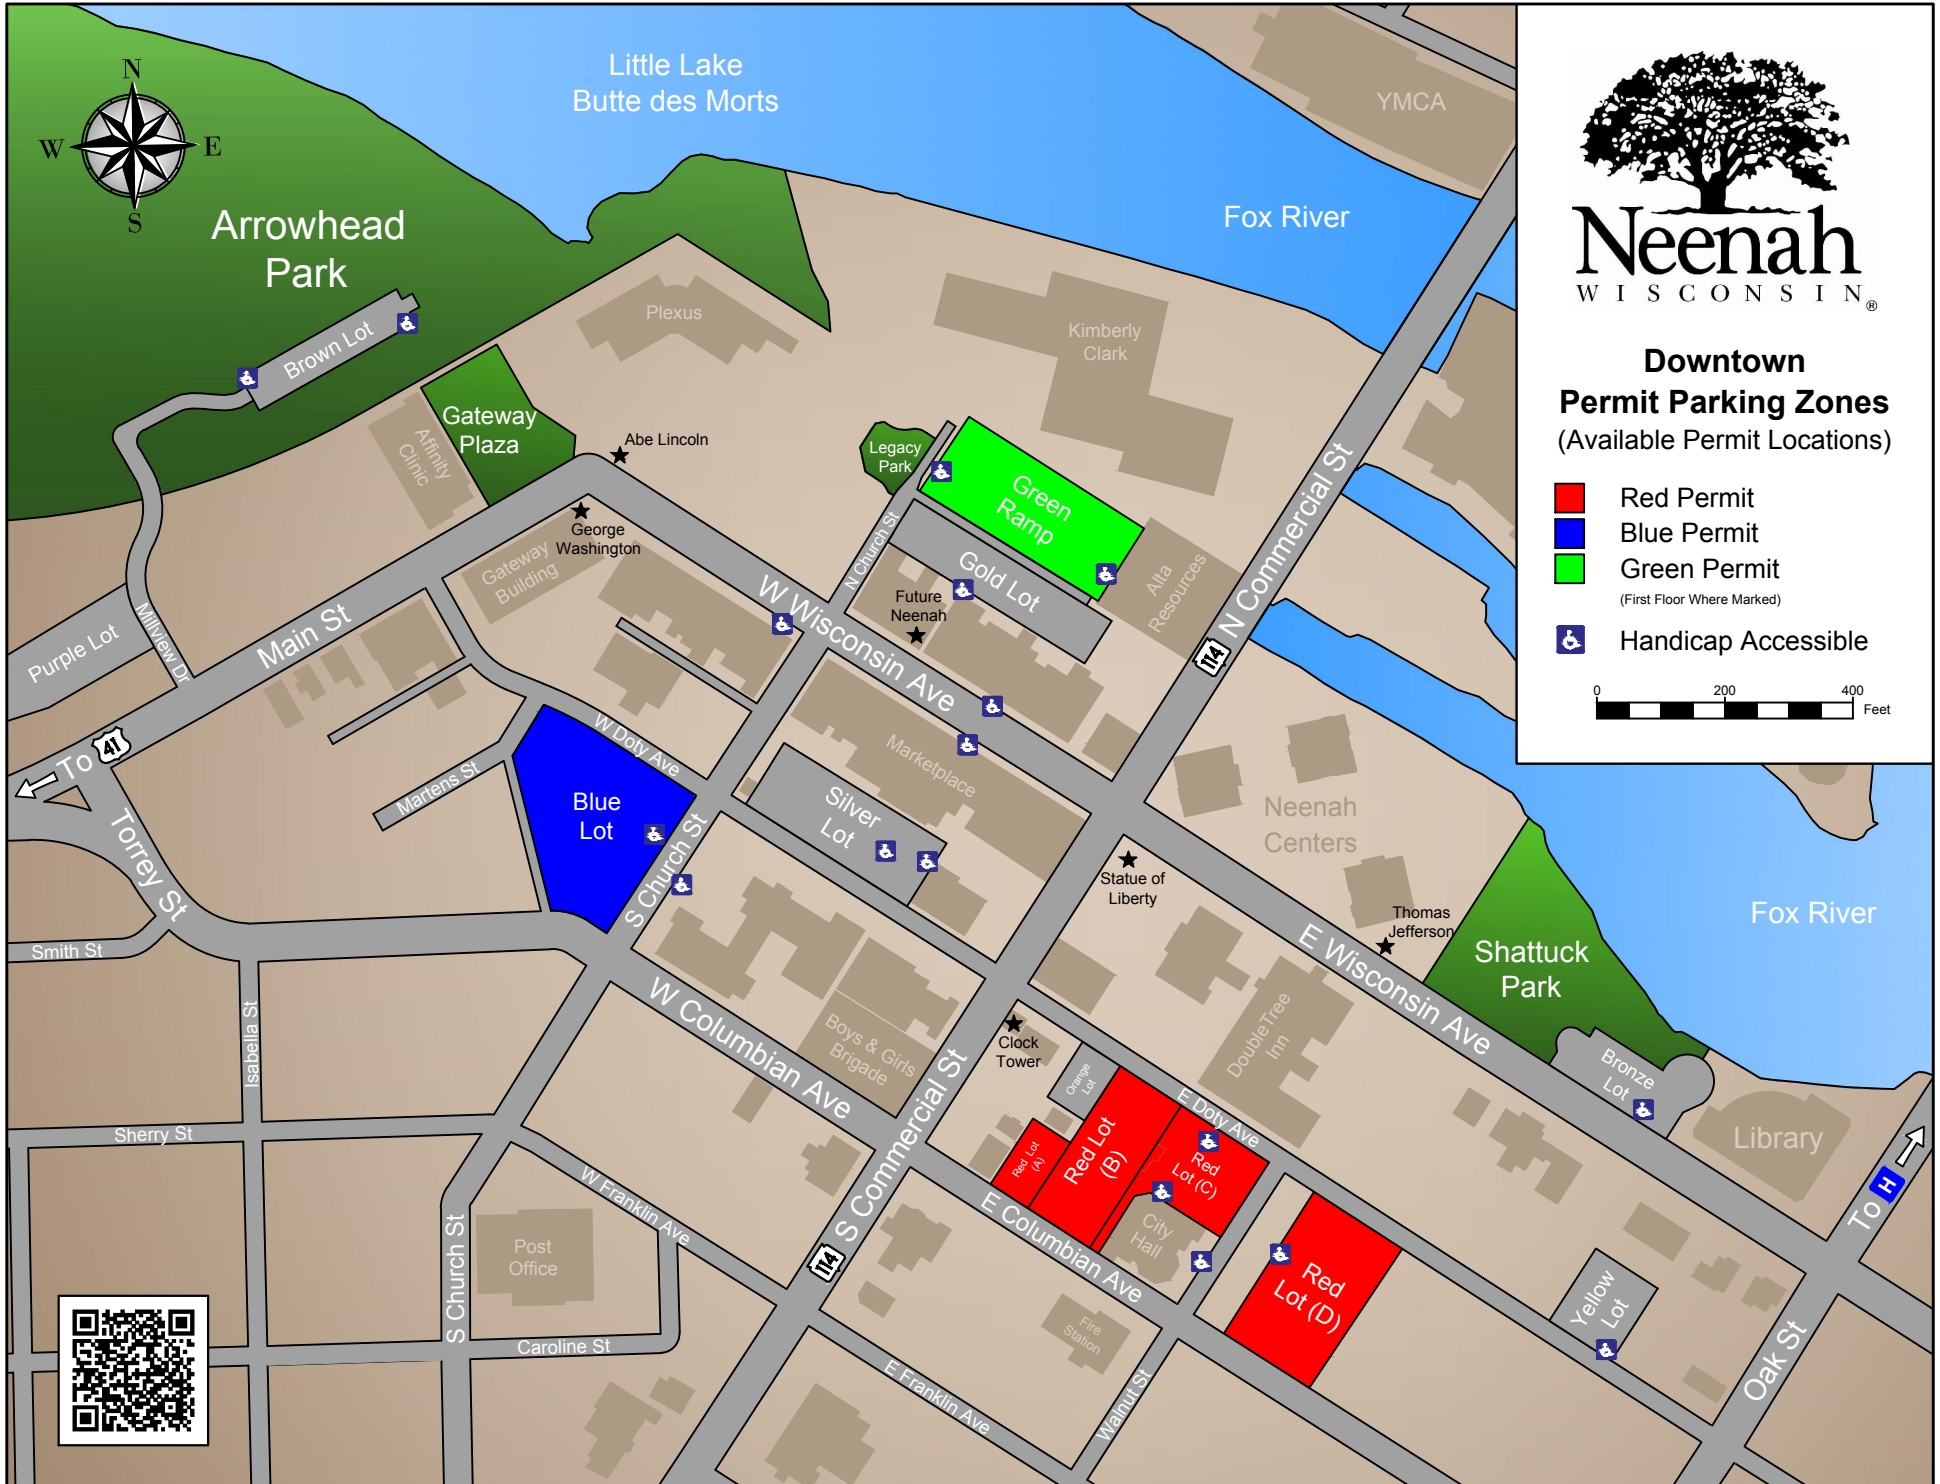 N
W
E
S
Little Lake
Butte des Morts
YMCA
Arrowhead
Park
Fox River
Brown Lot
Plexus
Kimberly
Clark
Gateway
Plaza
Affinity
Clinic
Abe Lincoln
Legacy
Park
Green
Ramp
N Commercial St
George
Washington
Gateway
Building
N Church St
Gold Lot
Alta
Resources
W Wisconsin Ave
Future
Neenah
Purple Lot
Millview Dr
Main St
114
To 41
Martens St
W Doty Ave
Blue
Lot
Silver
Lot
Marketplace
Neenah
Centers
Torrey St
S Church St
Statue of
Liberty
Thomas
Jefferson
Fox River
Smith St
E Wisconsin Ave
Shattuck
Park
Isabella St
W Columbian Ave
Boys & Girls
Brigade
Clock
Tower
DoubleTree
Inn
Orange
Lot
Bronze
Lot
Sherry St
S Commercial St
E Doty Ave
Red Lot
(A)
Red Lot
(B)
Red
Lot (C)
Library
To H
W Franklin Ave
S Church St
Post
Office
114
City
Hall
E Columbian Ave
Red
Lot (D)
Yellow
Lot
Fire
Station
Caroline St
E Franklin Ave
Walnut St
Oak St
Neenah
WISCONSIN®
Downtown
Permit Parking Zones
(Available Permit Locations)
Red Permit
Blue Permit
Green Permit
(First Floor Where Marked)
Handicap Accessible
0 200 400
Feet